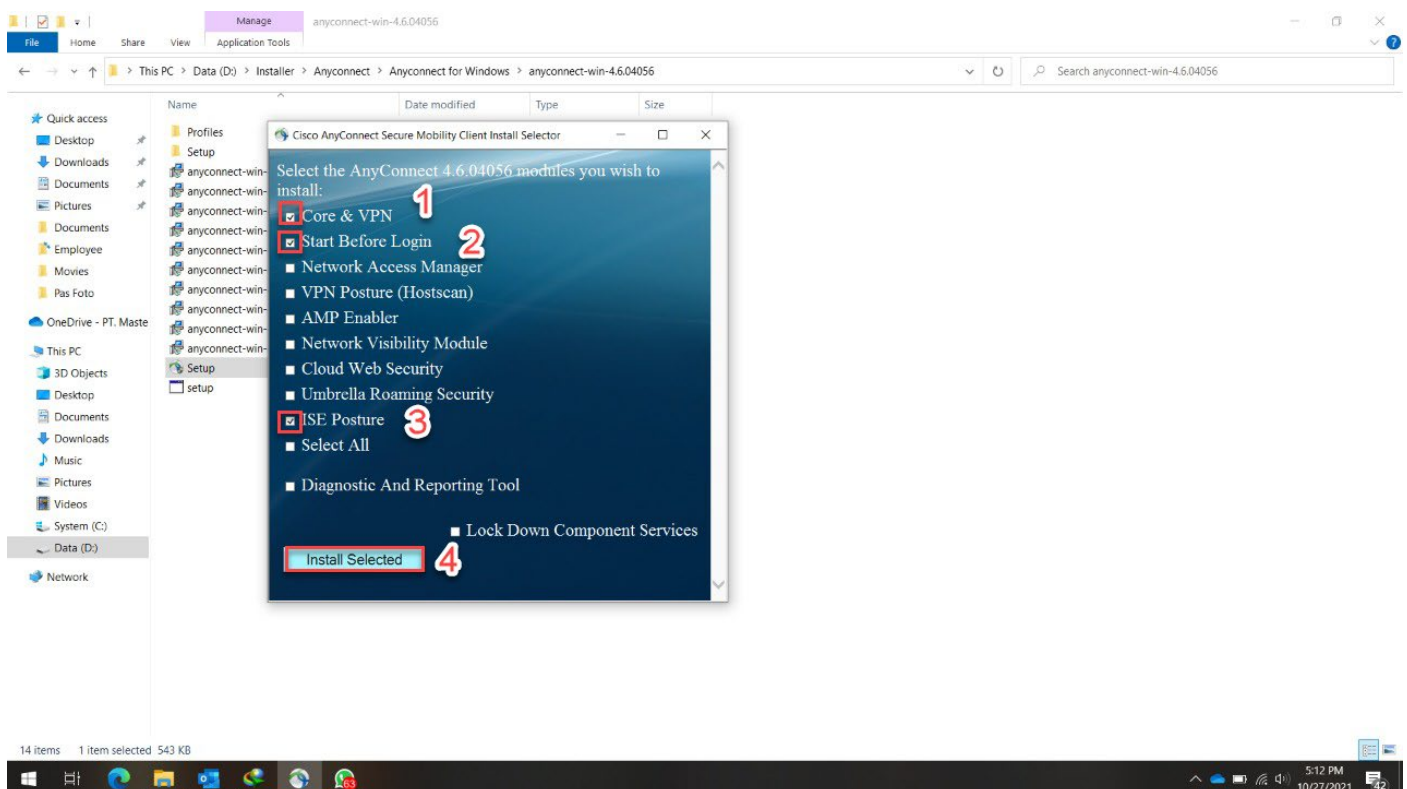 Manage
anyconnect-win-4.6.04056
File
Home
Share
View
Application Tools
This PC > Data (D:) > Installer > Anyconnect > Anyconnect for Windows > anyconnect-win-4.6.04056
Search anyconnect-win-4.6.04056
Name
Date modified
Type
Size
Quick access
Desktop
Downloads
Documents
Pictures
Documents
Employee
Movies
Pas Foto
OneDrive - PT. Maste
This PC
3D Objects
Desktop
Documents
Downloads
Music
Pictures
Videos
System (C:)
Data (D:)
Network
Profiles
Setup
anyconnect-win-
anyconnect-win-
anyconnect-win-
anyconnect-win-
anyconnect-win-
anyconnect-win-
anyconnect-win-
anyconnect-win-
anyconnect-win-
anyconnect-win-
Setup
setup
Cisco AnyConnect Secure Mobility Client Install Selector
Select the AnyConnect 4.6.04056 modules you wish to
install:
1
Core & VPN
Start Before Login
2
Network Access Manager
VPN Posture (Hostscan)
AMP Enabler
Network Visibility Module
Cloud Web Security
Umbrella Roaming Security
ISE Posture
3
Select All
Diagnostic And Reporting Tool
Lock Down Component Services
Install Selected
4
14 items 1 item selected 543 KB
63
5:12 PM
10/27/2021
42